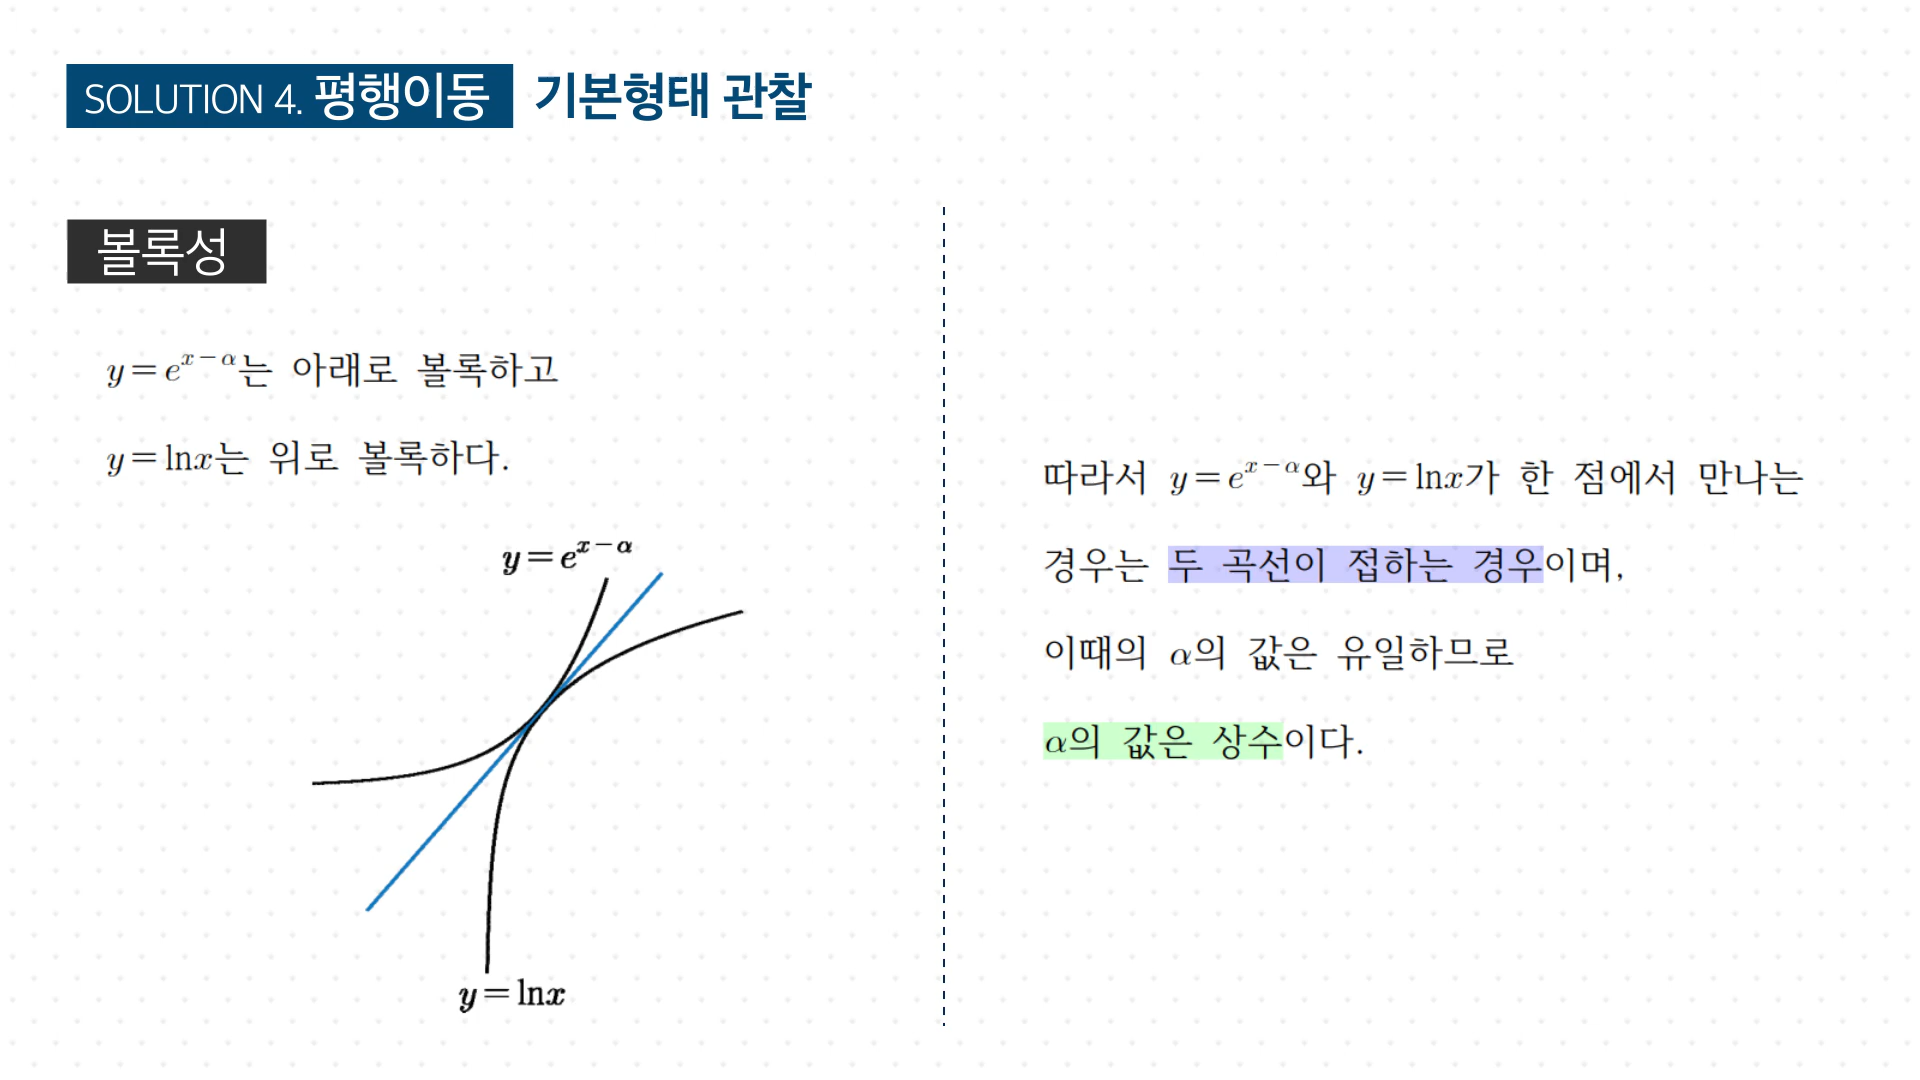 SOLUTION 4. 평행이동 기본형태 관찰
볼록성
y = e^{x - α}는 아래로 볼록하고
y = lnx는 위로 볼록하다.
y = e^{x - α}
y = lnx
따라서 y = e^{x - α}와 y = lnx가 한 점에서 만나는
경우는 두 곡선이 접하는 경우이며,
이때의 α의 값은 유일하므로
α의 값은 상수이다.